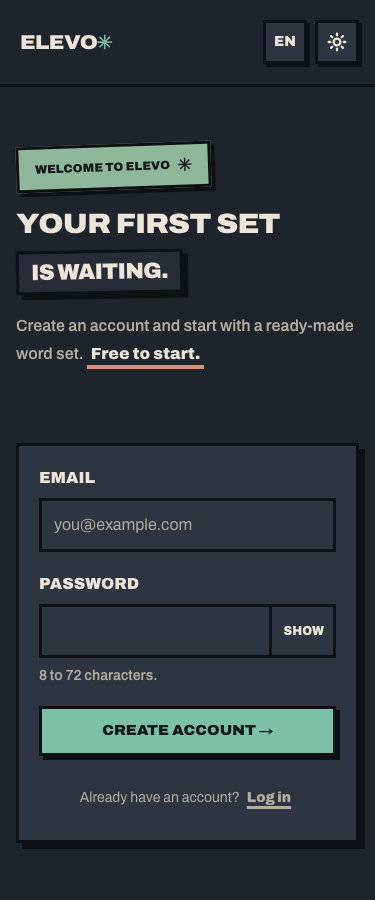 ELEVO✳
EN
WELCOME TO ELEVO ✳
YOUR FIRST SET
IS WAITING.
Create an account and start with a ready-made
word set. Free to start.
EMAIL
you@example.com
PASSWORD
SHOW
8 to 72 characters.
CREATE ACCOUNT→
Already have an account? Log in